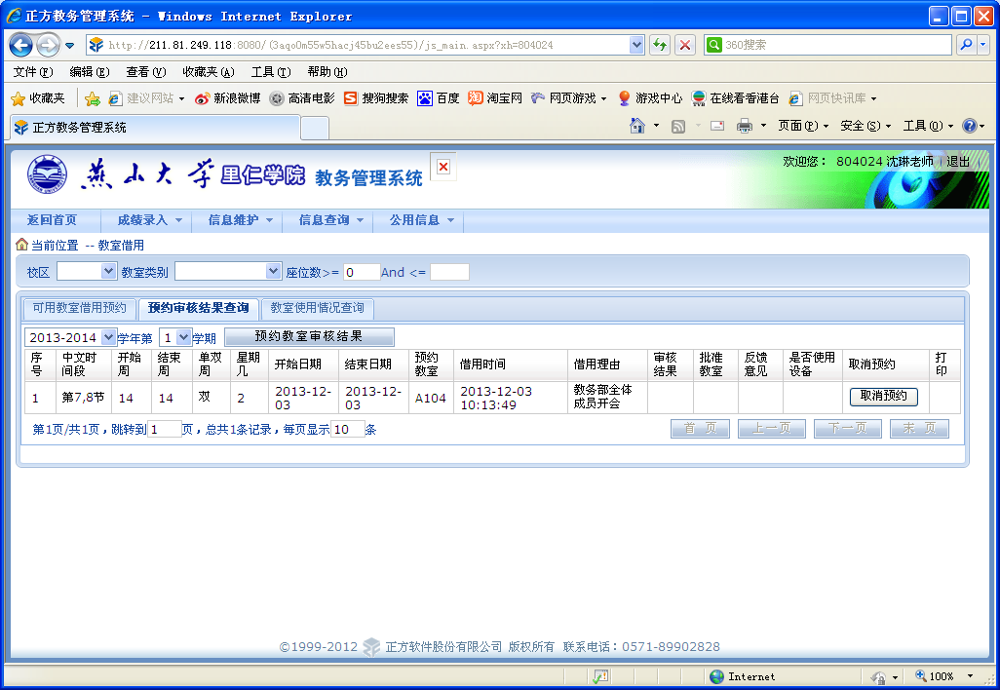 正方教务管理系统 - Windows Internet Explorer
http://211.81.249.118:8080/(3aqo0m55w5hacj45bu2ees55)/js_main.aspx?xh=804024 360搜索
文件(F) 编辑(E) 查看(V) 收藏夹(A) 工具(T) 帮助(H)
收藏夹 建议网站 新浪微博 高清电影 搜狗搜索 百度 淘宝网 网页游戏 游戏中心 在线看香港台 网页快讯库
正方教务管理系统 页面(P) 安全(S) 工具(O)
欢迎您： 804024 沈琳老师 退出
燕山大学里仁学院 教务管理系统
返回首页 成绩录入 信息维护 信息查询 公用信息
当前位置 -- 教室借用
校区 教室类别 座位数>= 0 And <=
可用教室借用预约 预约审核结果查询 教室使用情况查询
2013-2014 学年第 1 学期 预约教室审核结果
序号 中文时间段 开始周 结束周 单双周 星期几 开始日期 结束日期 预约教室 借用时间 借用理由 审核结果 批准教室 反馈意见 是否使用设备 取消预约 打印
1 第7,8节 14 14 双 2 2013-12-03 2013-12-03 A104 2013-12-03 10:13:49 教务部全体成员开会 取消预约
第1页/共1页，跳转到 1 页，总共1条记录，每页显示 10 条 首 页 上一页 下一页 末 页
©1999-2012 正方软件股份有限公司 版权所有 联系电话：0571-89902828
Internet 100%